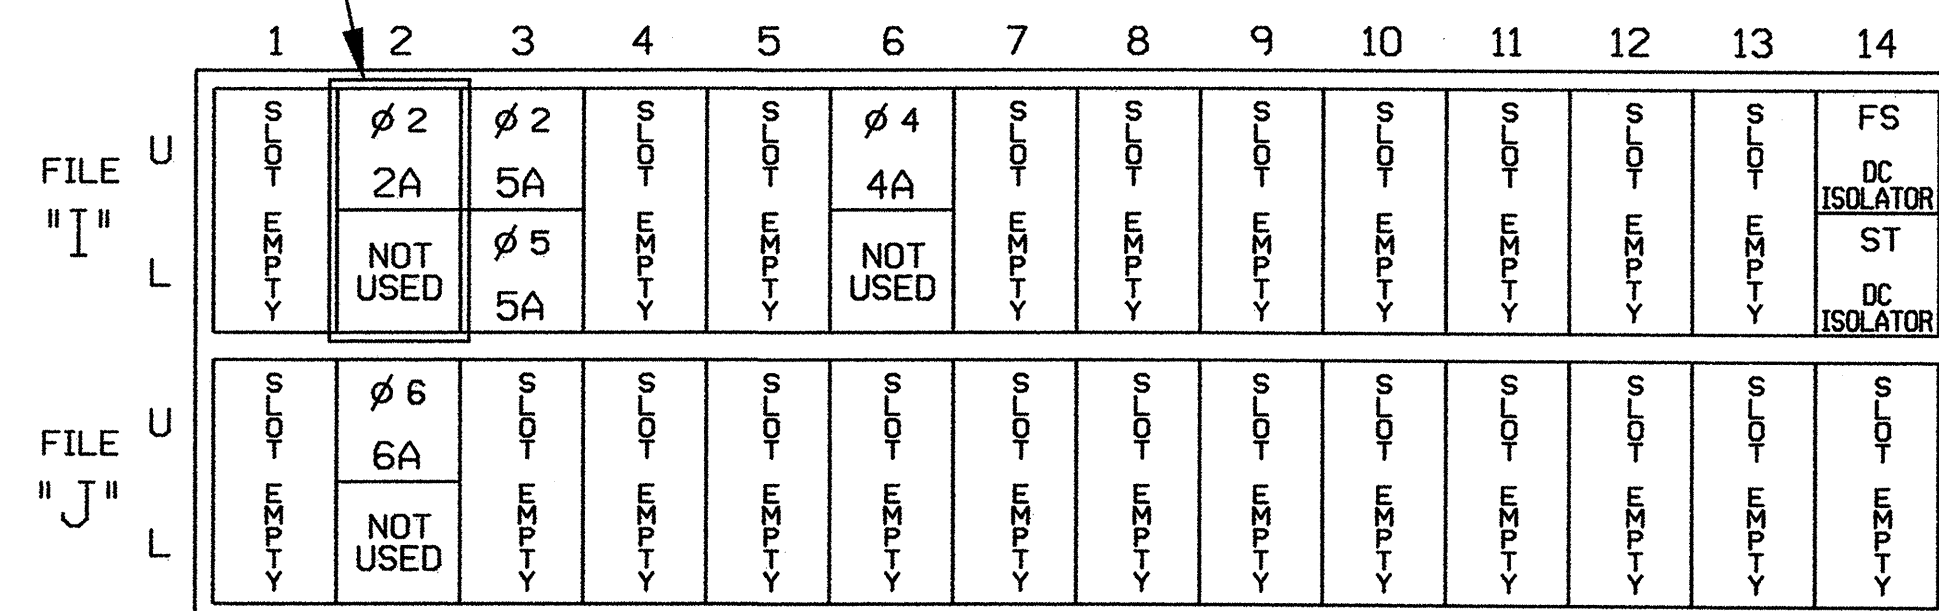 1 2 3 4 5 6 7 8 9 10 11 12 13 14
FILE "I"
U
L
SLOT EMPTY
ø 2
2A
NOT USED
ø 2
5A
ø 5
5A
SLOT EMPTY
SLOT EMPTY
ø 4
4A
NOT USED
SLOT EMPTY
SLOT EMPTY
SLOT EMPTY
SLOT EMPTY
SLOT EMPTY
SLOT EMPTY
SLOT EMPTY
FS
DC
ISOLATOR
ST
DC
ISOLATOR
FILE "J"
U
L
SLOT EMPTY
ø 6
6A
NOT USED
SLOT EMPTY
SLOT EMPTY
SLOT EMPTY
SLOT EMPTY
SLOT EMPTY
SLOT EMPTY
SLOT EMPTY
SLOT EMPTY
SLOT EMPTY
SLOT EMPTY
SLOT EMPTY
SLOT EMPTY